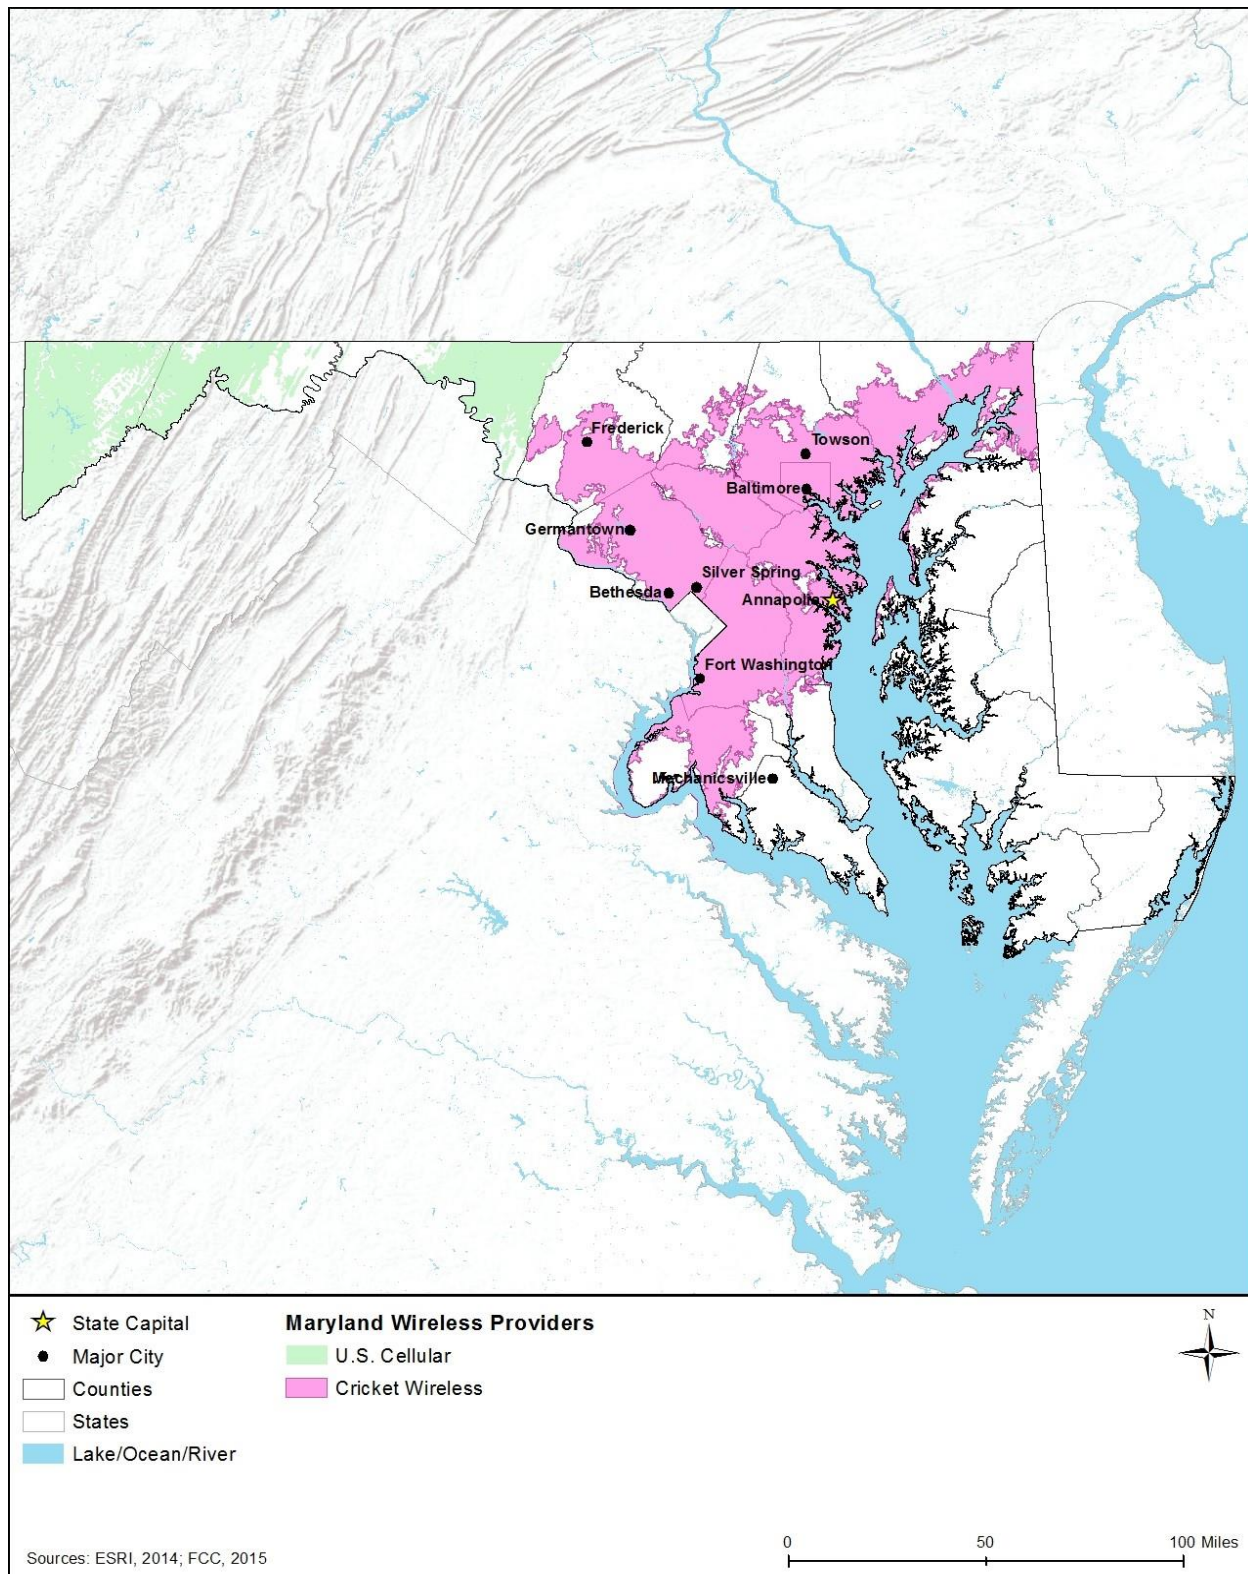 Frederick
Towson
Baltimore
Germantown
Silver Spring
Bethesda
Annapolis
Fort Washington
Mechanicsville
State Capital
Major City
Counties
States
Lake/Ocean/River
Maryland Wireless Providers
U.S. Cellular
Cricket Wireless
N
0 50 100 Miles
Sources: ESRI, 2014; FCC, 2015